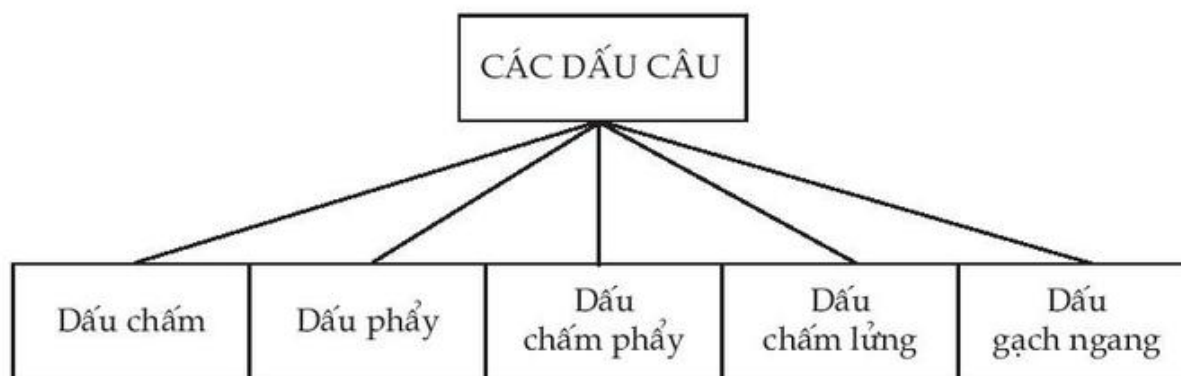 CÁC DẤU CÂU
Dấu chấm
Dấu phẩy
Dấu
chấm phẩy
Dấu
chấm lửng
Dấu
gạch ngang